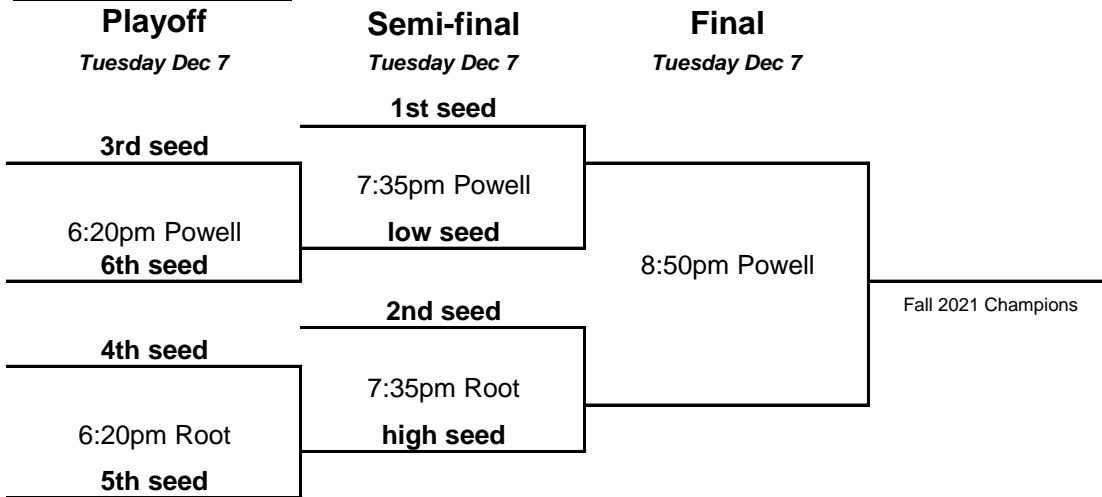 Playoff Semi-final Final
Tuesday Dec 7 Tuesday Dec 7 Tuesday Dec 7
1st seed
3rd seed
7:35pm Powell
6:20pm Powell low seed
6th seed 8:50pm Powell
2nd seed Fall 2021 Champions
4th seed
7:35pm Root
6:20pm Root high seed
5th seed